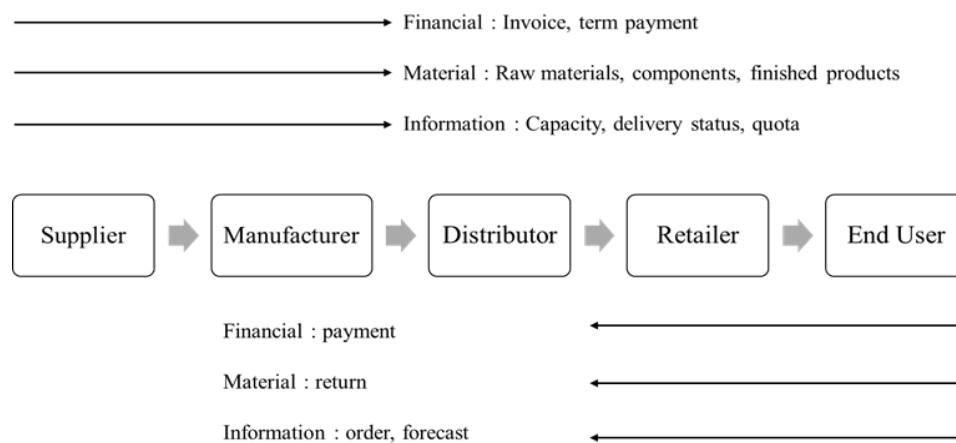 Financial : Invoice, term payment
Material : Raw materials, components, finished products
Information : Capacity, delivery status, quota
Supplier
Manufacturer
Distributor
Retailer
End User
Financial : payment
Material : return
Information : order, forecast